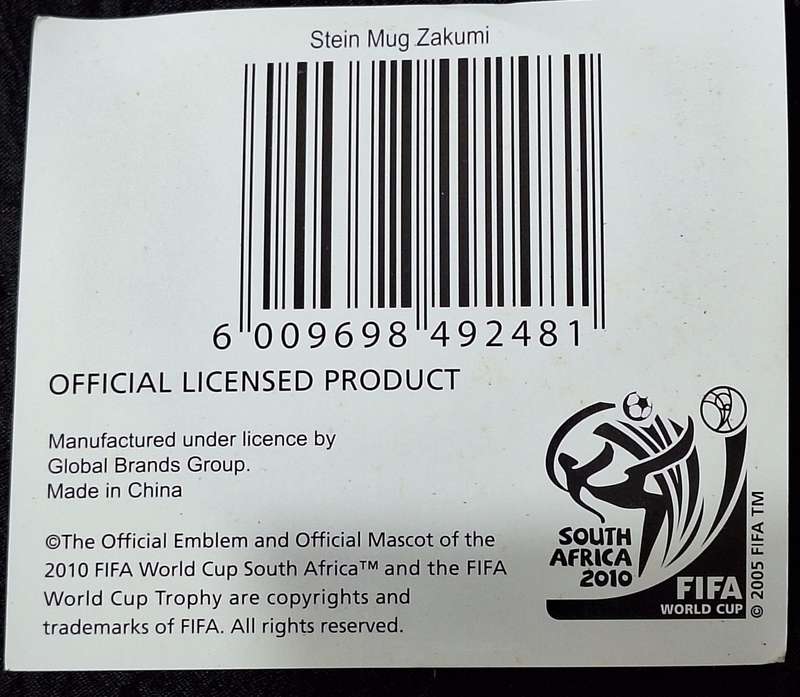 Stein Mug Zakumi
6 009698 492481
OFFICIAL LICENSED PRODUCT
Manufactured under licence by
Global Brands Group.
Made in China
©The Official Emblem and Official Mascot of the
2010 FIFA World Cup South Africa™ and the FIFA
World Cup Trophy are copyrights and
trademarks of FIFA. All rights reserved.
SOUTH
AFRICA
2010
FIFA
WORLD CUP
© 2005 FIFA TM